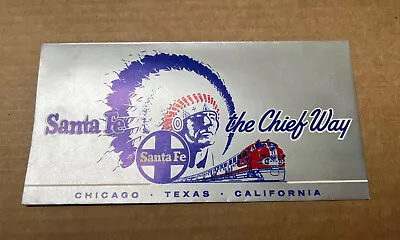 Santa Fe the Chief Way
Santa Fe
CHICAGO · TEXAS · CALIFORNIA